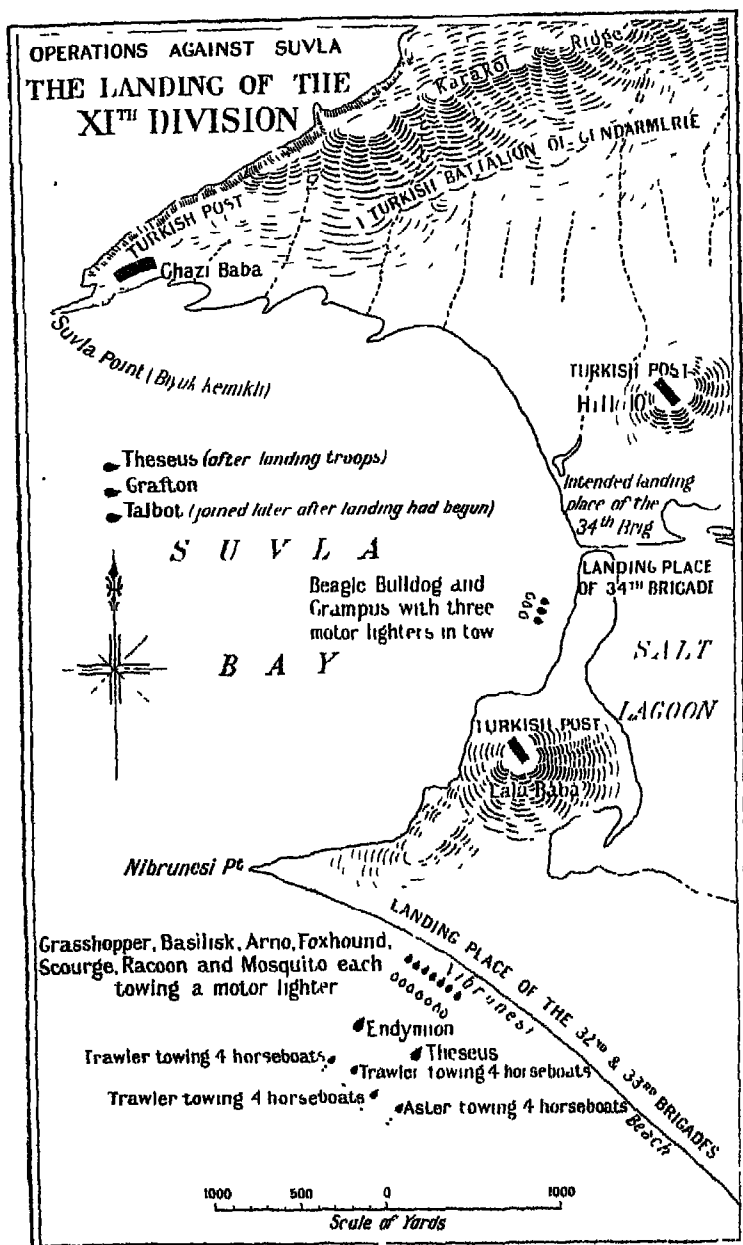 OPERATIONS AGAINST SUVLA
THE LANDING OF THE
XITH DIVISION
Karakol Ridge
1 TURKISH BATTALION OF GENDARMERIE
TURKISH POST
Ghazi Baba
Suvla Point (Biyuk Kemikli)
TURKISH POST
Hill 10
Theseus (after landing troops)
Grafton
Talbot (joined later after landing had begun)
Intended landing
place of the
34th Brig
SUVLA
BAY
LANDING PLACE
OF 34TH BRIGADE
Beagle Bulldog and
Grampus with three
motor lighters in tow
SALT
LAGOON
TURKISH POST
Lala Baba
Nibrunesi Pt
LANDING PLACE OF THE 32ND & 33RD BRIGADES
Grasshopper, Basilisk, Arno, Foxhound,
Scourge, Racoon and Mosquito each
towing a motor lighter
Nibrunesi Beach
Endymion
Theseus
Trawler towing 4 horseboats
Trawler towing 4 horseboats
Trawler towing 4 horseboats
Aster towing 4 horseboats
1000 500 0 1000
Scale of Yards